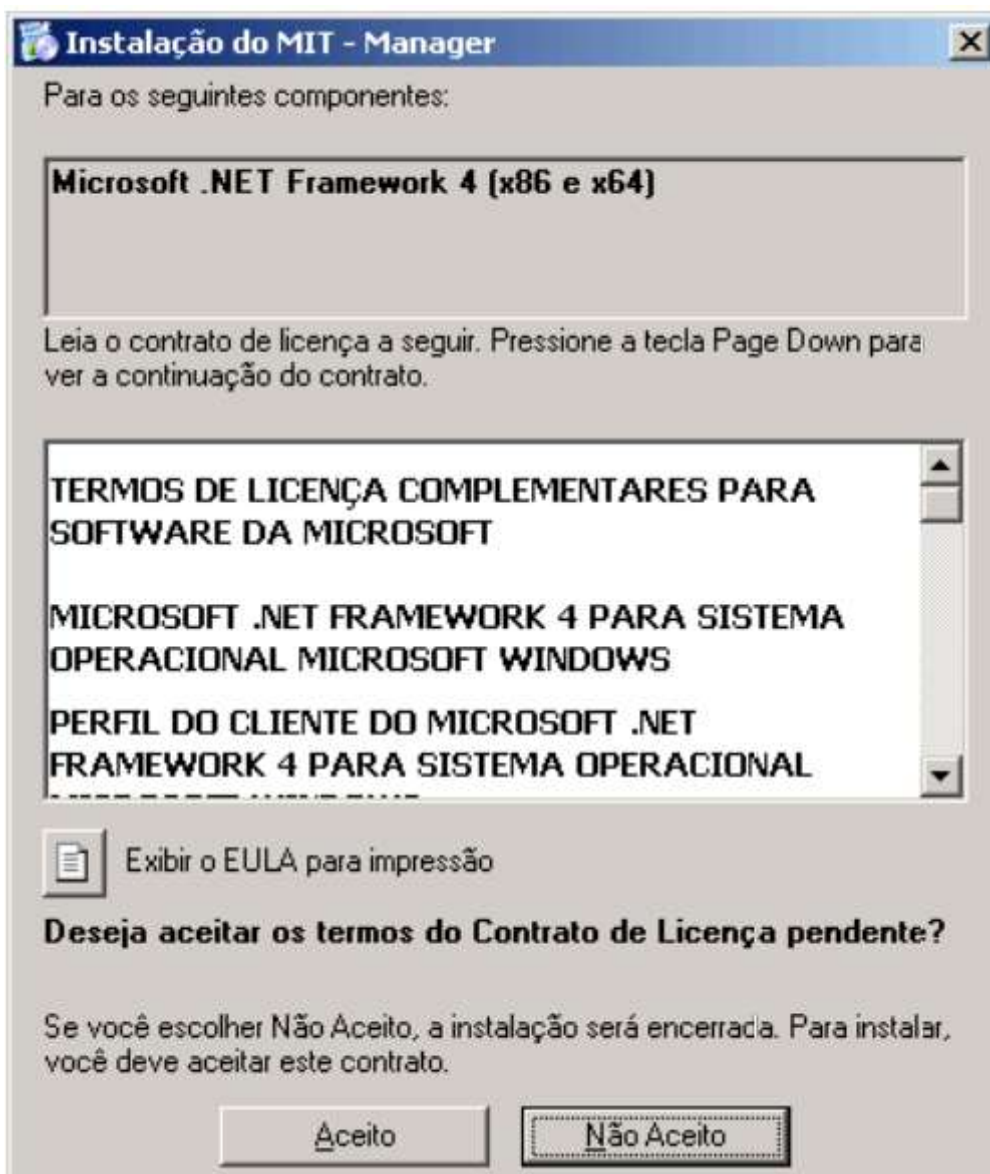 Instalação do MIT - Manager
Para os seguintes componentes:
Microsoft .NET Framework 4 (x86 e x64)
Leia o contrato de licença a seguir. Pressione a tecla Page Down para
ver a continuação do contrato.
TERMOS DE LICENÇA COMPLEMENTARES PARA
SOFTWARE DA MICROSOFT
MICROSOFT .NET FRAMEWORK 4 PARA SISTEMA
OPERACIONAL MICROSOFT WINDOWS
PERFIL DO CLIENTE DO MICROSOFT .NET
FRAMEWORK 4 PARA SISTEMA OPERACIONAL
Exibir o EULA para impressão
Deseja aceitar os termos do Contrato de Licença pendente?
Se você escolher Não Aceito, a instalação será encerrada. Para instalar,
você deve aceitar este contrato.
Aceito
Não Aceito